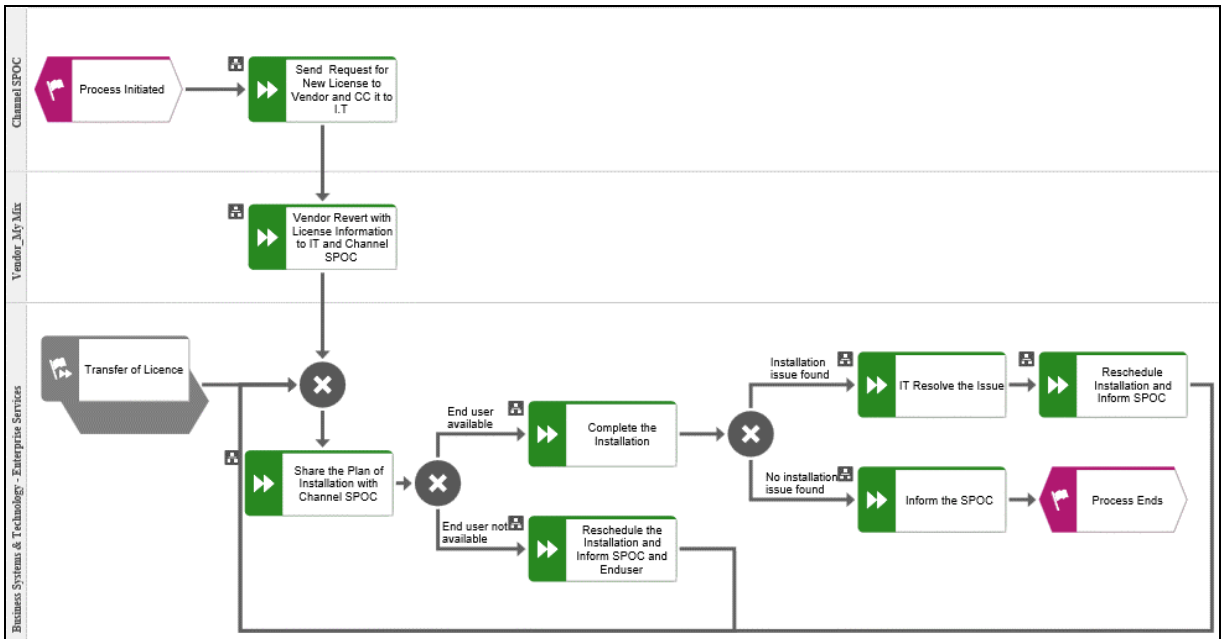 Channel SPOC
Process Initiated
Send Request for
New License to
Vendor and CC it to
I.T
Vendor_My Mix
Vendor Revert with
License Information
to IT and Channel
SPOC
Business Systems & Technology - Enterprise Services
Transfer of Licence
Share the Plan of
Installation with
Channel SPOC
End user
available
Complete the
Installation
End user not
available
Reschedule the
Installation and
Inform SPOC and
Enduser
Installation
issue found
IT Resolve the Issue
Reschedule
Installation and
Inform SPOC
No installation
issue found
Inform the SPOC
Process Ends